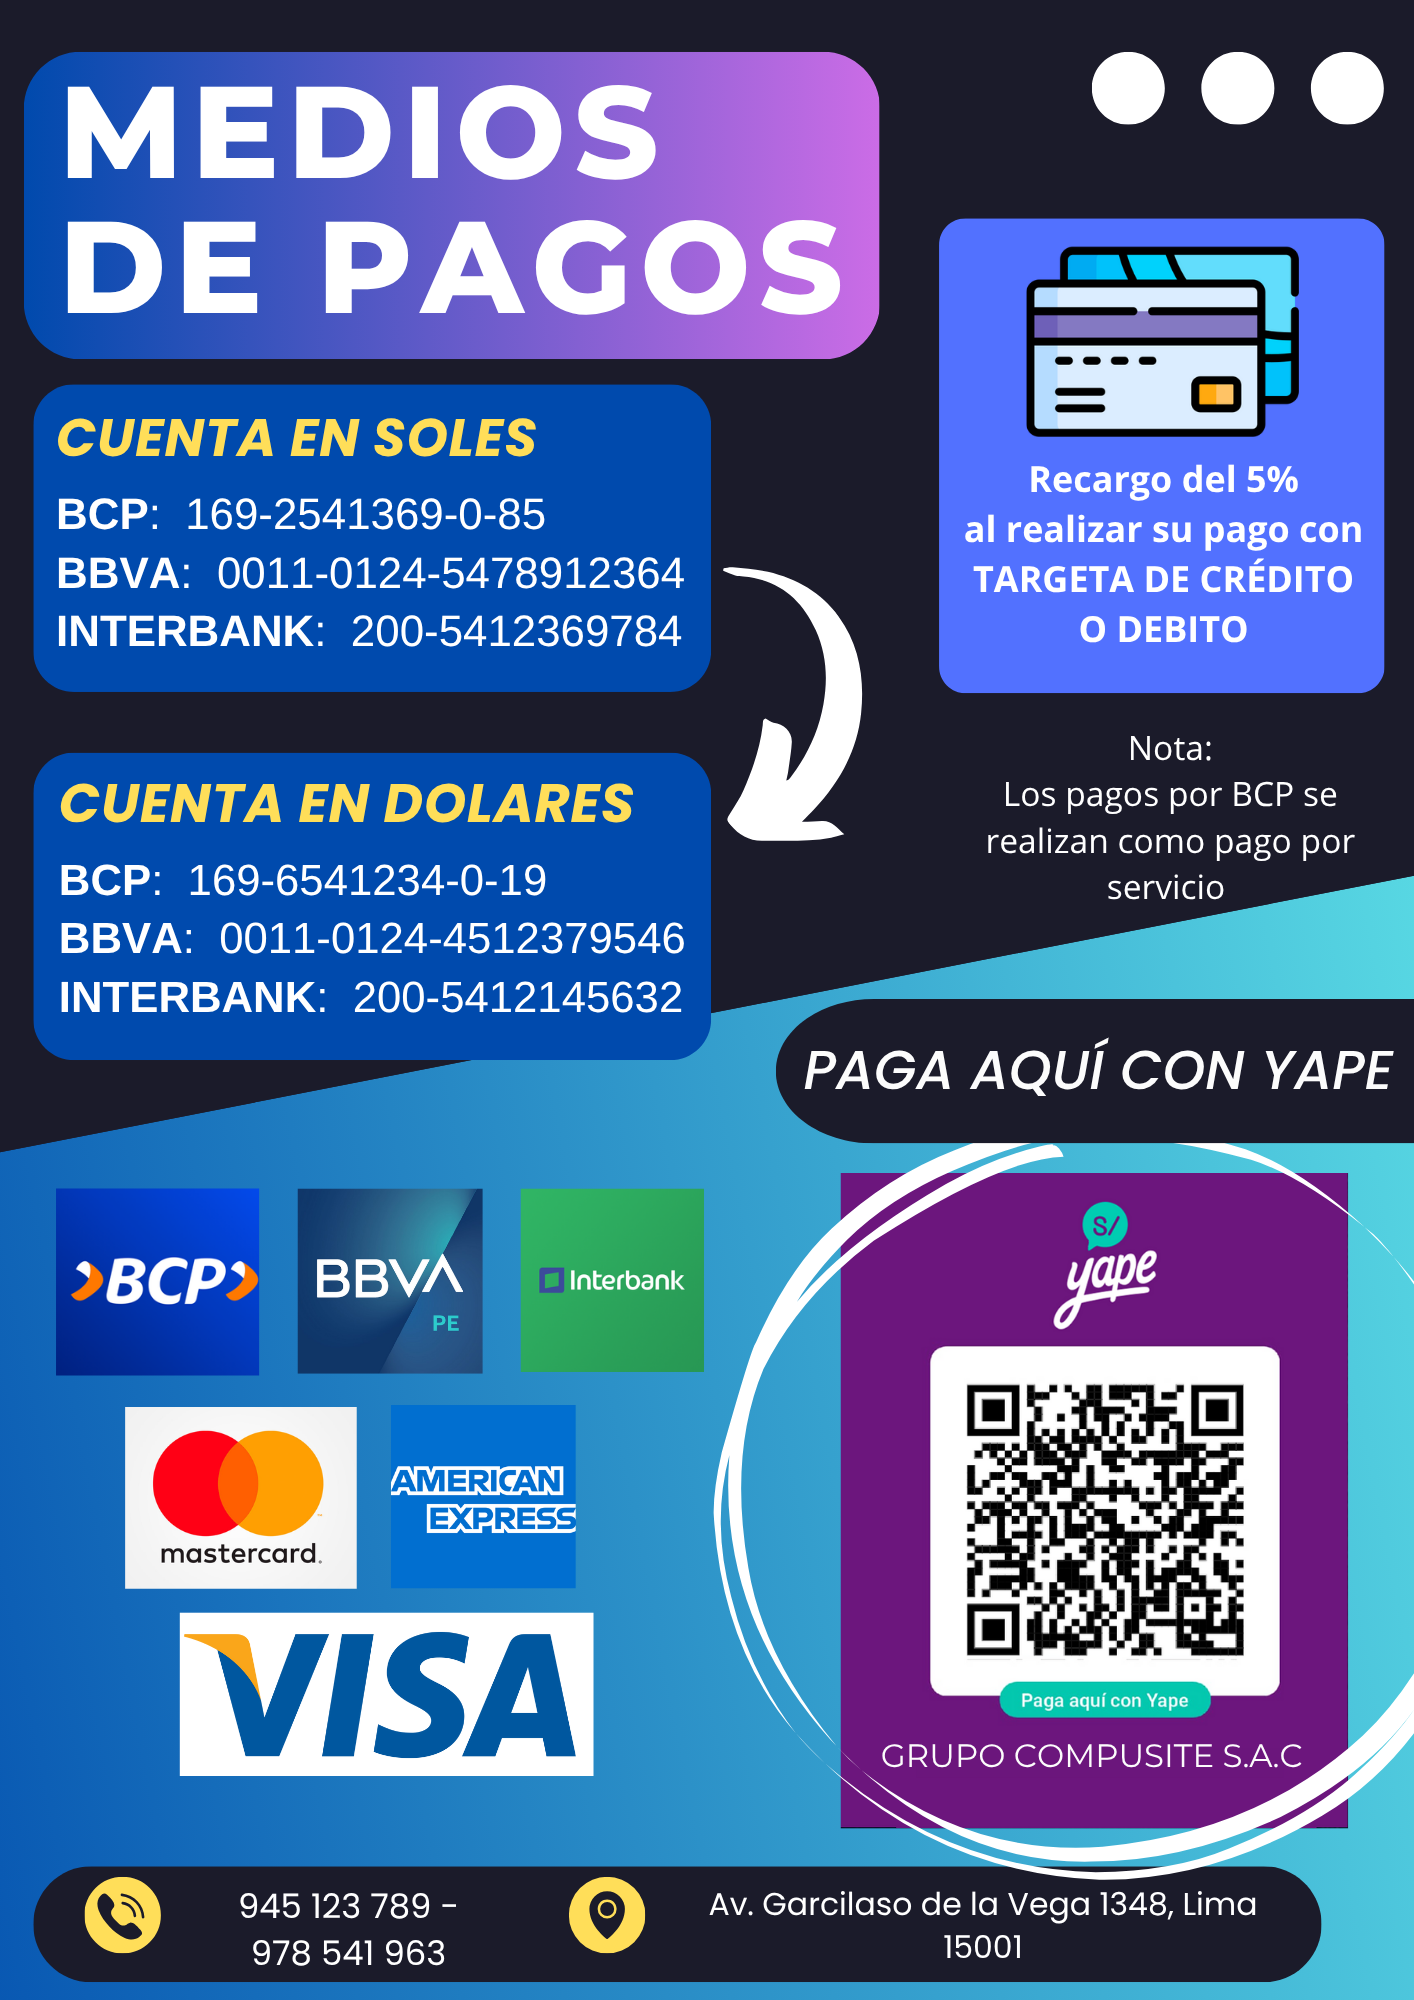 MEDIOS
DE PAGOS
CUENTA EN SOLES
BCP: 169-2541369-0-85
BBVA: 0011-0124-5478912364
INTERBANK: 200-5412369784
Recargo del 5%
al realizar su pago con
TARGETA DE CRÉDITO
O DEBITO
Nota:
Los pagos por BCP se
realizan como pago por
servicio
CUENTA EN DOLARES
BCP: 169-6541234-0-19
BBVA: 0011-0124-4512379546
INTERBANK: 200-5412145632
PAGA AQUÍ CON YAPE
BCP
BBVA
PE
Interbank
mastercard.
AMERICAN
EXPRESS
VISA
S/
yape
Paga aquí con Yape
GRUPO COMPUSITE S.A.C
945 123 789 -
978 541 963
Av. Garcilaso de la Vega 1348, Lima
15001